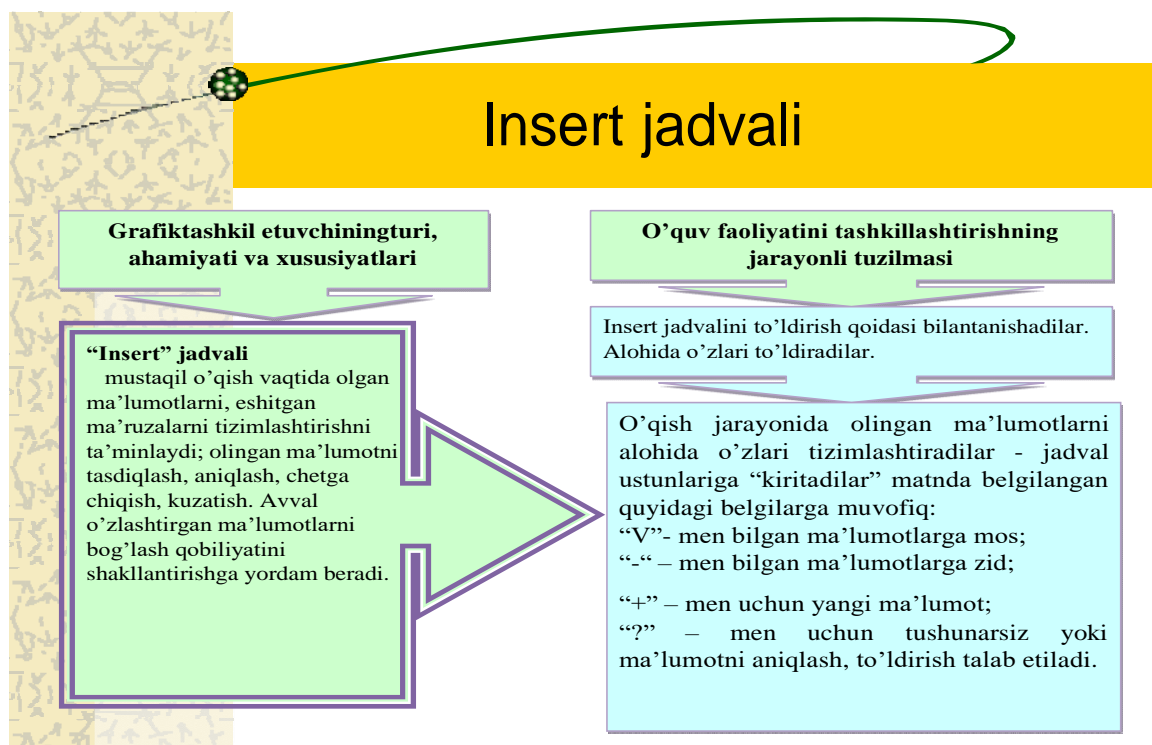 Insert jadvali
Grafiktashkil etuvchiningturi,
ahamiyati va xususiyatlari
“Insert” jadvali
mustaqil o’qish vaqtida olgan
ma’lumotlarni, eshitgan
ma’ruzalarni tizimlashtirishni
ta’minlaydi; olingan ma’lumotni
tasdiqlash, aniqlash, chetga
chiqish, kuzatish. Avval
o’zlashtirgan ma’lumotlarni
bog’lash qobiliyatini
shakllantirishga yordam beradi.
O’quv faoliyatini tashkillashtirishning
jarayonli tuzilmasi
Insert jadvalini to’ldirish qoidasi bilantanishadilar.
Alohida o’zlari to’ldiradilar.
O’qish jarayonida olingan ma’lumotlarni
alohida o’zlari tizimlashtiradilar - jadval
ustunlariga “kiritadilar” matnda belgilangan
quyidagi belgilarga muvofiq:
“V”- men bilgan ma’lumotlarga mos;
“-“ – men bilgan ma’lumotlarga zid;
“+” – men uchun yangi ma’lumot;
“?” – men uchun tushunarsiz yoki
ma’lumotni aniqlash, to’ldirish talab etiladi.